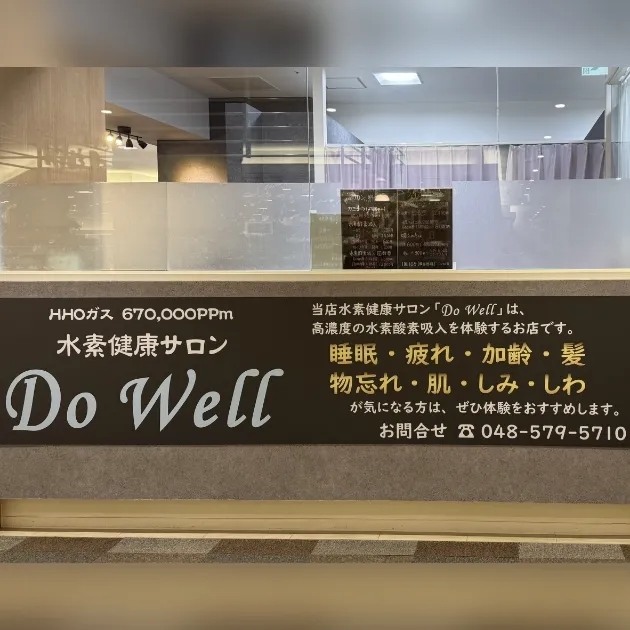 HHOガス 670,000PPm
水素健康サロン
Do Well
当店水素健康サロン「Do Well」は、
高濃度の水素酸素吸入を体験するお店です。
睡眠・疲れ・加齢・髪
物忘れ・肌・しみ・しわ
が気になる方は、ぜひ体験をおすすめします。
お問合せ ☎ 048-579-5710